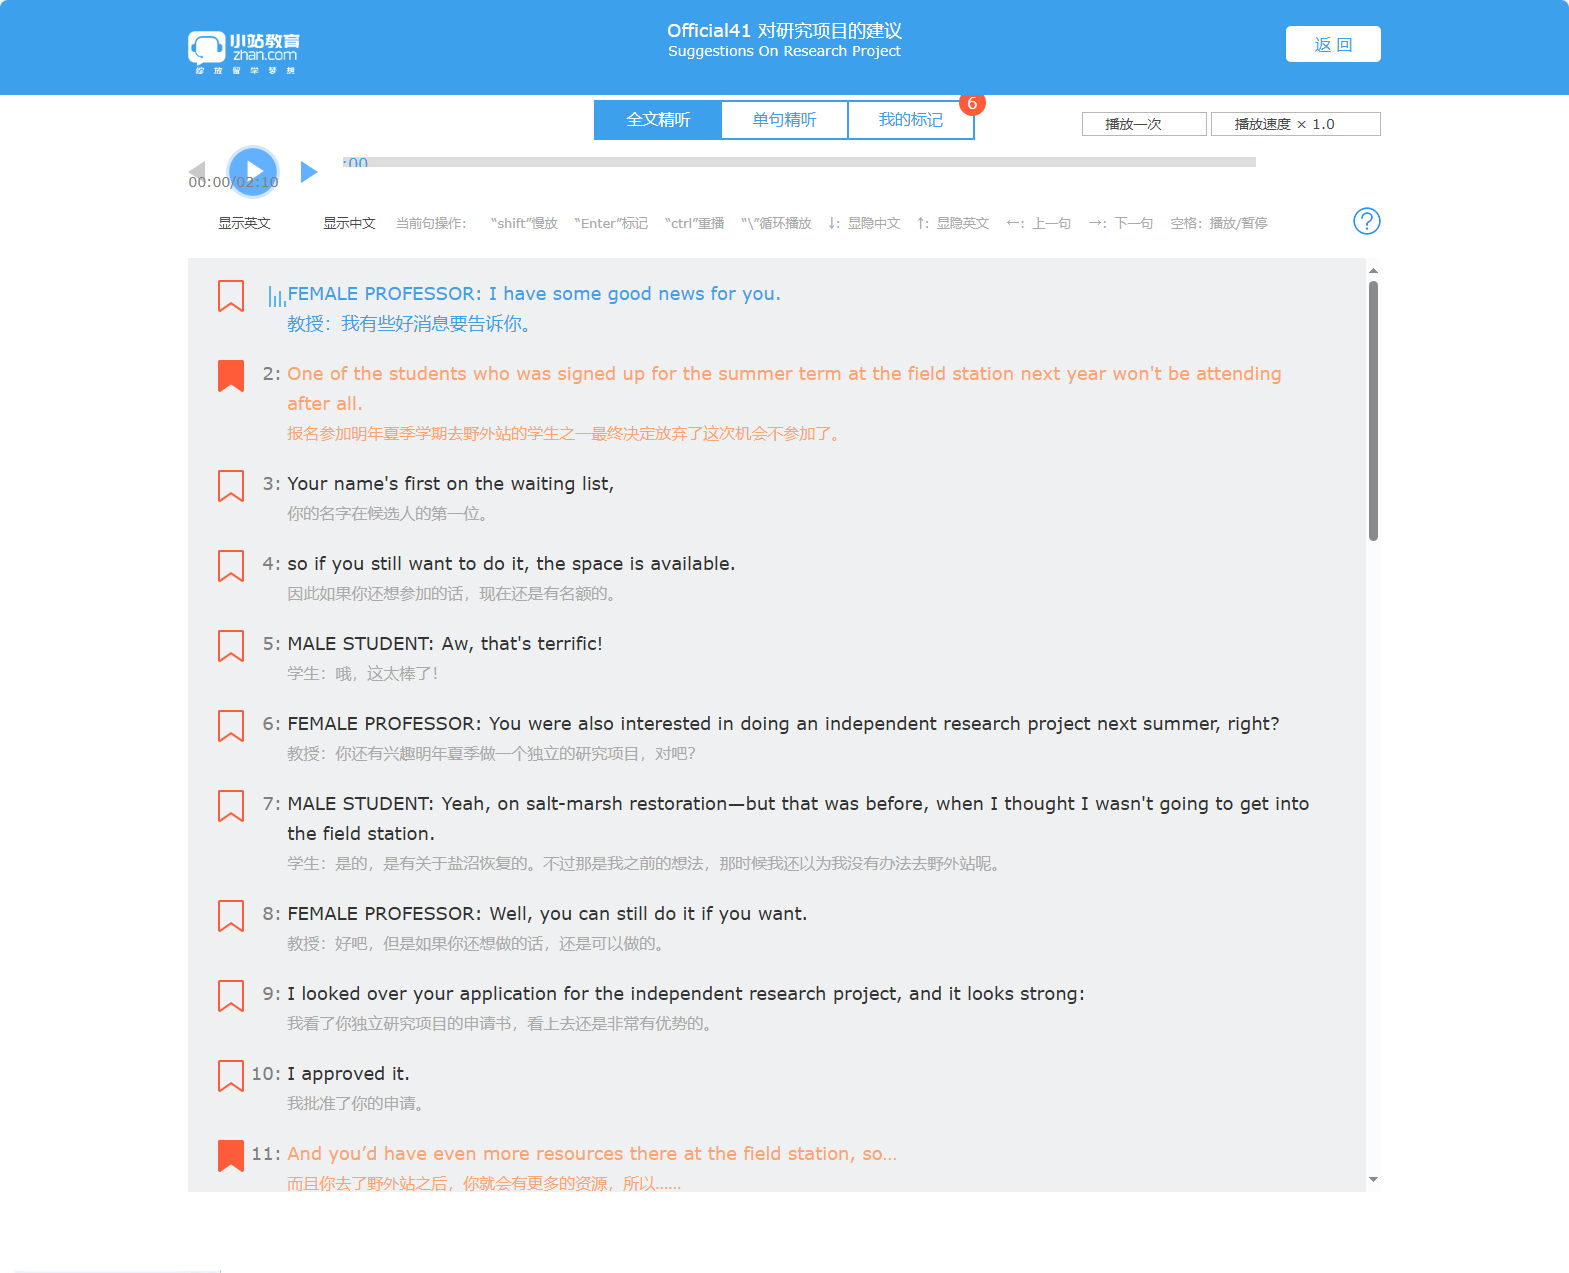 小站教育
zhan.com
绽放留学梦想
Official41 对研究项目的建议
Suggestions On Research Project
返 回
全文精听
单句精听
我的标记
6
播放一次
播放速度 × 1.0
:00
00:00/02:10
显示英文
显示中文
当前句操作： “shift”慢放 “Enter”标记 “ctrl”重播 “\”循环播放 ↓：显隐中文 ↑：显隐英文 ←：上一句 →：下一句 空格：播放/暂停
?
FEMALE PROFESSOR: I have some good news for you.
教授：我有些好消息要告诉你。
2: One of the students who was signed up for the summer term at the field station next year won't be attending
after all.
报名参加明年夏季学期去野外站的学生之一最终决定放弃了这次机会不参加了。
3: Your name's first on the waiting list,
你的名字在候选人的第一位。
4: so if you still want to do it, the space is available.
因此如果你还想参加的话，现在还是有名额的。
5: MALE STUDENT: Aw, that's terrific!
学生：哦，这太棒了！
6: FEMALE PROFESSOR: You were also interested in doing an independent research project next summer, right?
教授：你还有兴趣明年夏季做一个独立的研究项目，对吧？
7: MALE STUDENT: Yeah, on salt-marsh restoration—but that was before, when I thought I wasn't going to get into
the field station.
学生：是的，是有关于盐沼恢复的。不过那是我之前的想法，那时候我还以为我没有办法去野外站呢。
8: FEMALE PROFESSOR: Well, you can still do it if you want.
教授：好吧，但是如果你还想做的话，还是可以做的。
9: I looked over your application for the independent research project, and it looks strong:
我看了你独立研究项目的申请书，看上去还是非常有优势的。
10: I approved it.
我批准了你的申请。
11: And you’d have even more resources there at the field station, so…
而且你去了野外站之后，你就会有更多的资源，所以……